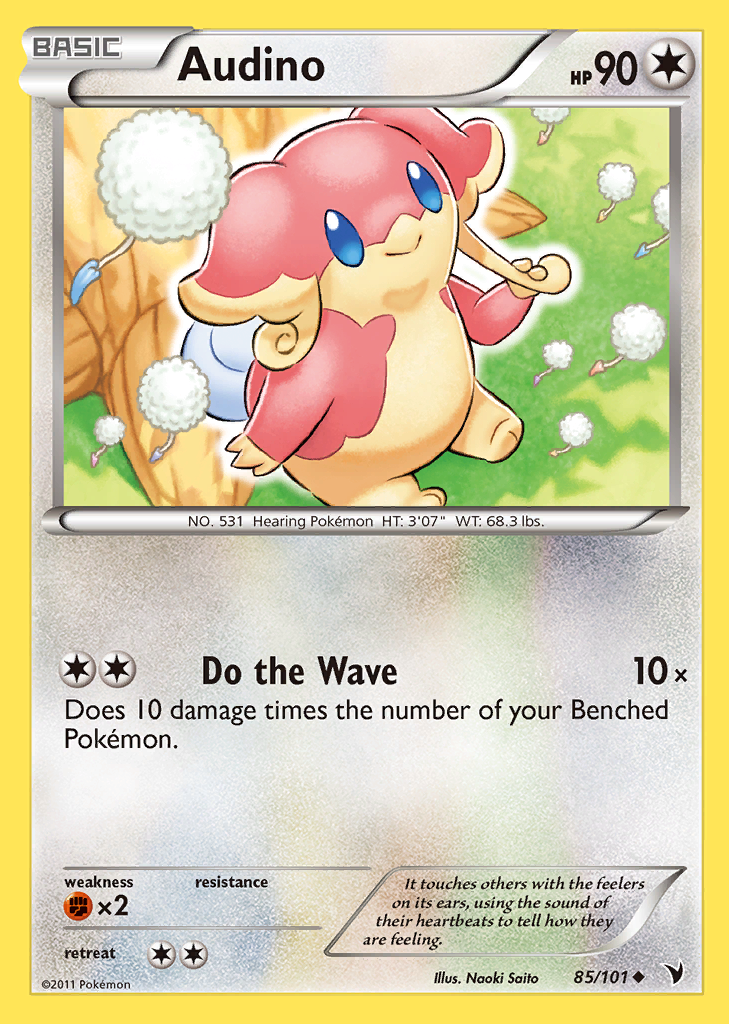 BASIC
Audino
HP 90
NO. 531 Hearing Pokémon HT: 3'07" WT: 68.3 lbs.
Do the Wave 10×
Does 10 damage times the number of your Benched
Pokémon.
weakness resistance
×2
retreat
It touches others with the feelers
on its ears, using the sound of
their heartbeats to tell how they
are feeling.
©2011 Pokémon
Illus. Naoki Saito 85/101